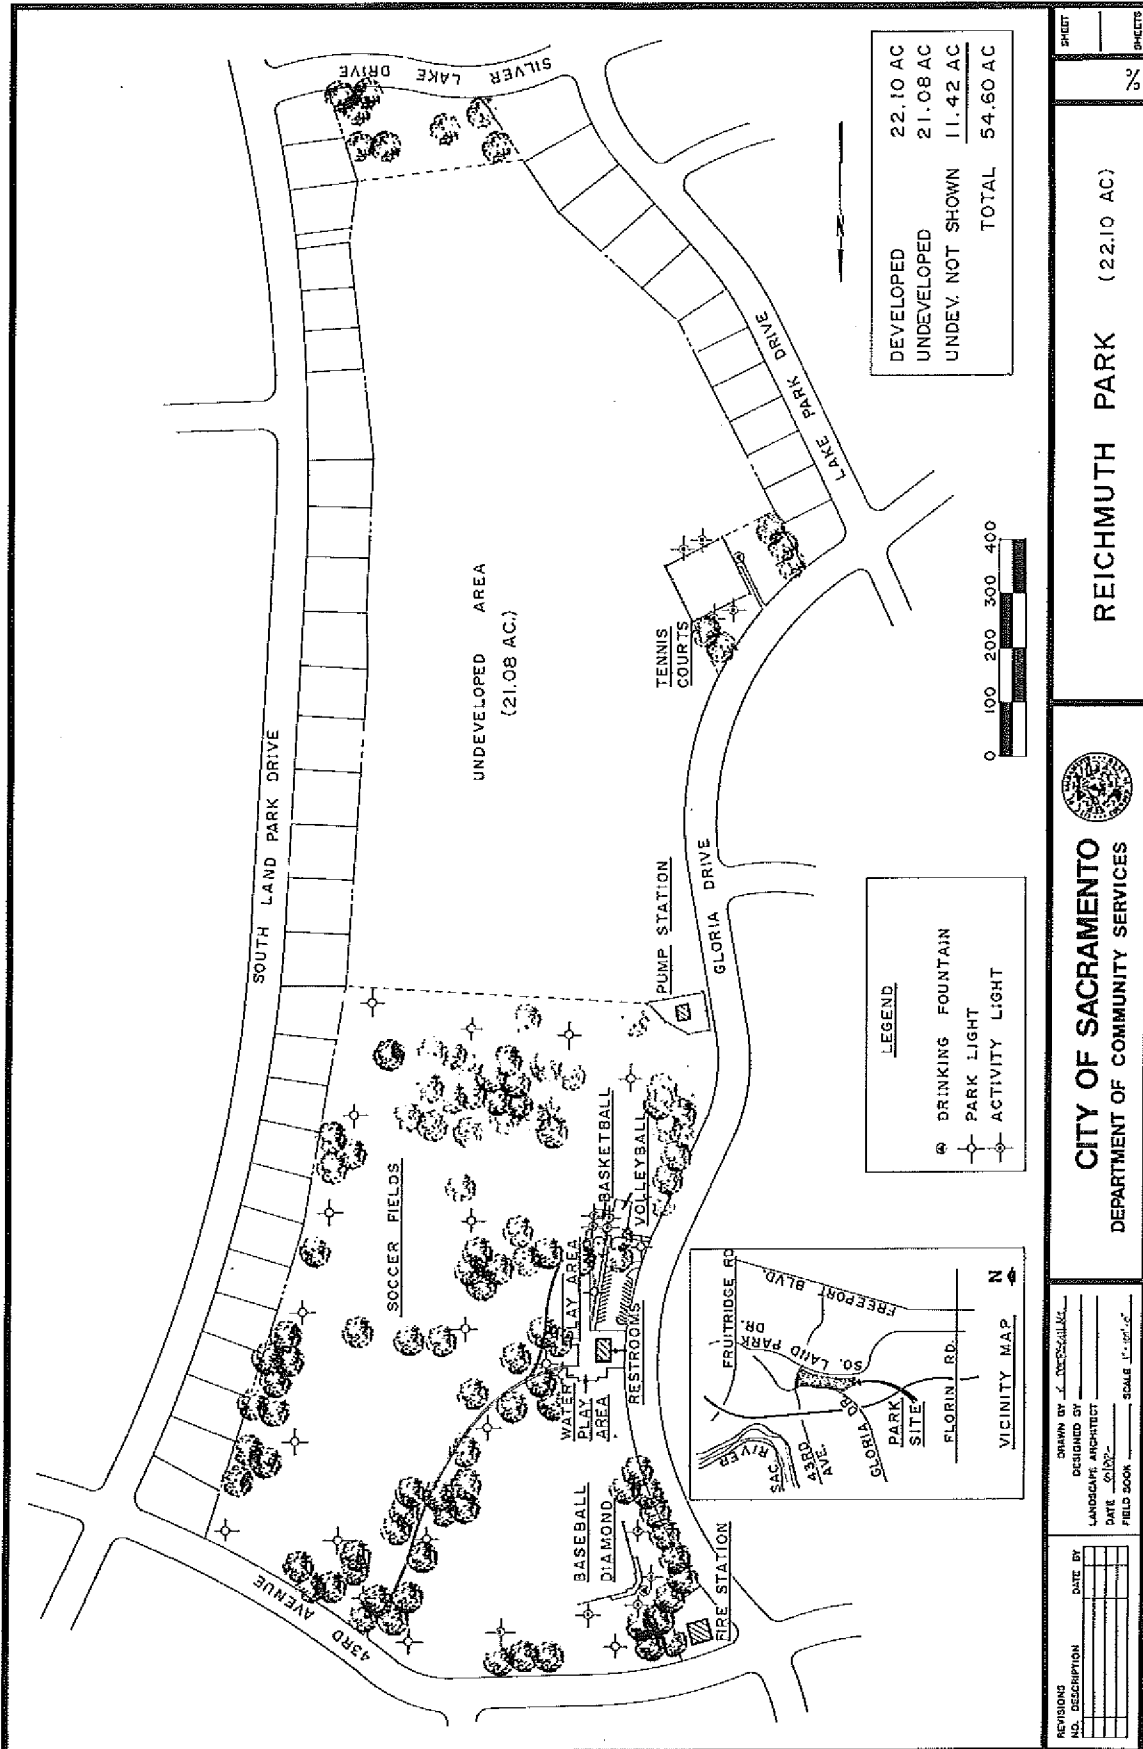 SILVER LAKE DRIVE
SOUTH LAND PARK DRIVE
43RD AVENUE
LAKE PARK DRIVE
GLORIA DRIVE
UNDEVELOPED AREA
(21.08 AC.)
SOCCER FIELDS
TENNIS
COURTS
PUMP STATION
BASKETBALL
VOLLEYBALL
PLAY AREA
WATER
PLAY
AREA
RESTROOMS
BASEBALL
DIAMOND
FIRE STATION
N
DEVELOPED 22.10 AC
UNDEVELOPED 21.08 AC
UNDEV. NOT SHOWN 11.42 AC
TOTAL 54.60 AC
0 100 200 300 400
LEGEND
DRINKING FOUNTAIN
PARK LIGHT
ACTIVITY LIGHT
FRUITRIDGE RD
FREEPORT BLVD.
SO. LAND PARK DR.
SAC. RIVER
43RD
AVE.
GLORIA DR
PARK
SITE
FLORIN RD.
VICINITY MAP
N
REVISIONS
NO. DESCRIPTION DATE BY
DRAWN BY
DESIGNED BY
LANDSCAPE ARCHITECT
DATE
FIELD BOOK SCALE
CITY OF SACRAMENTO
DEPARTMENT OF COMMUNITY SERVICES
REICHMUTH PARK (22.10 AC)
SHEET
SHEETS